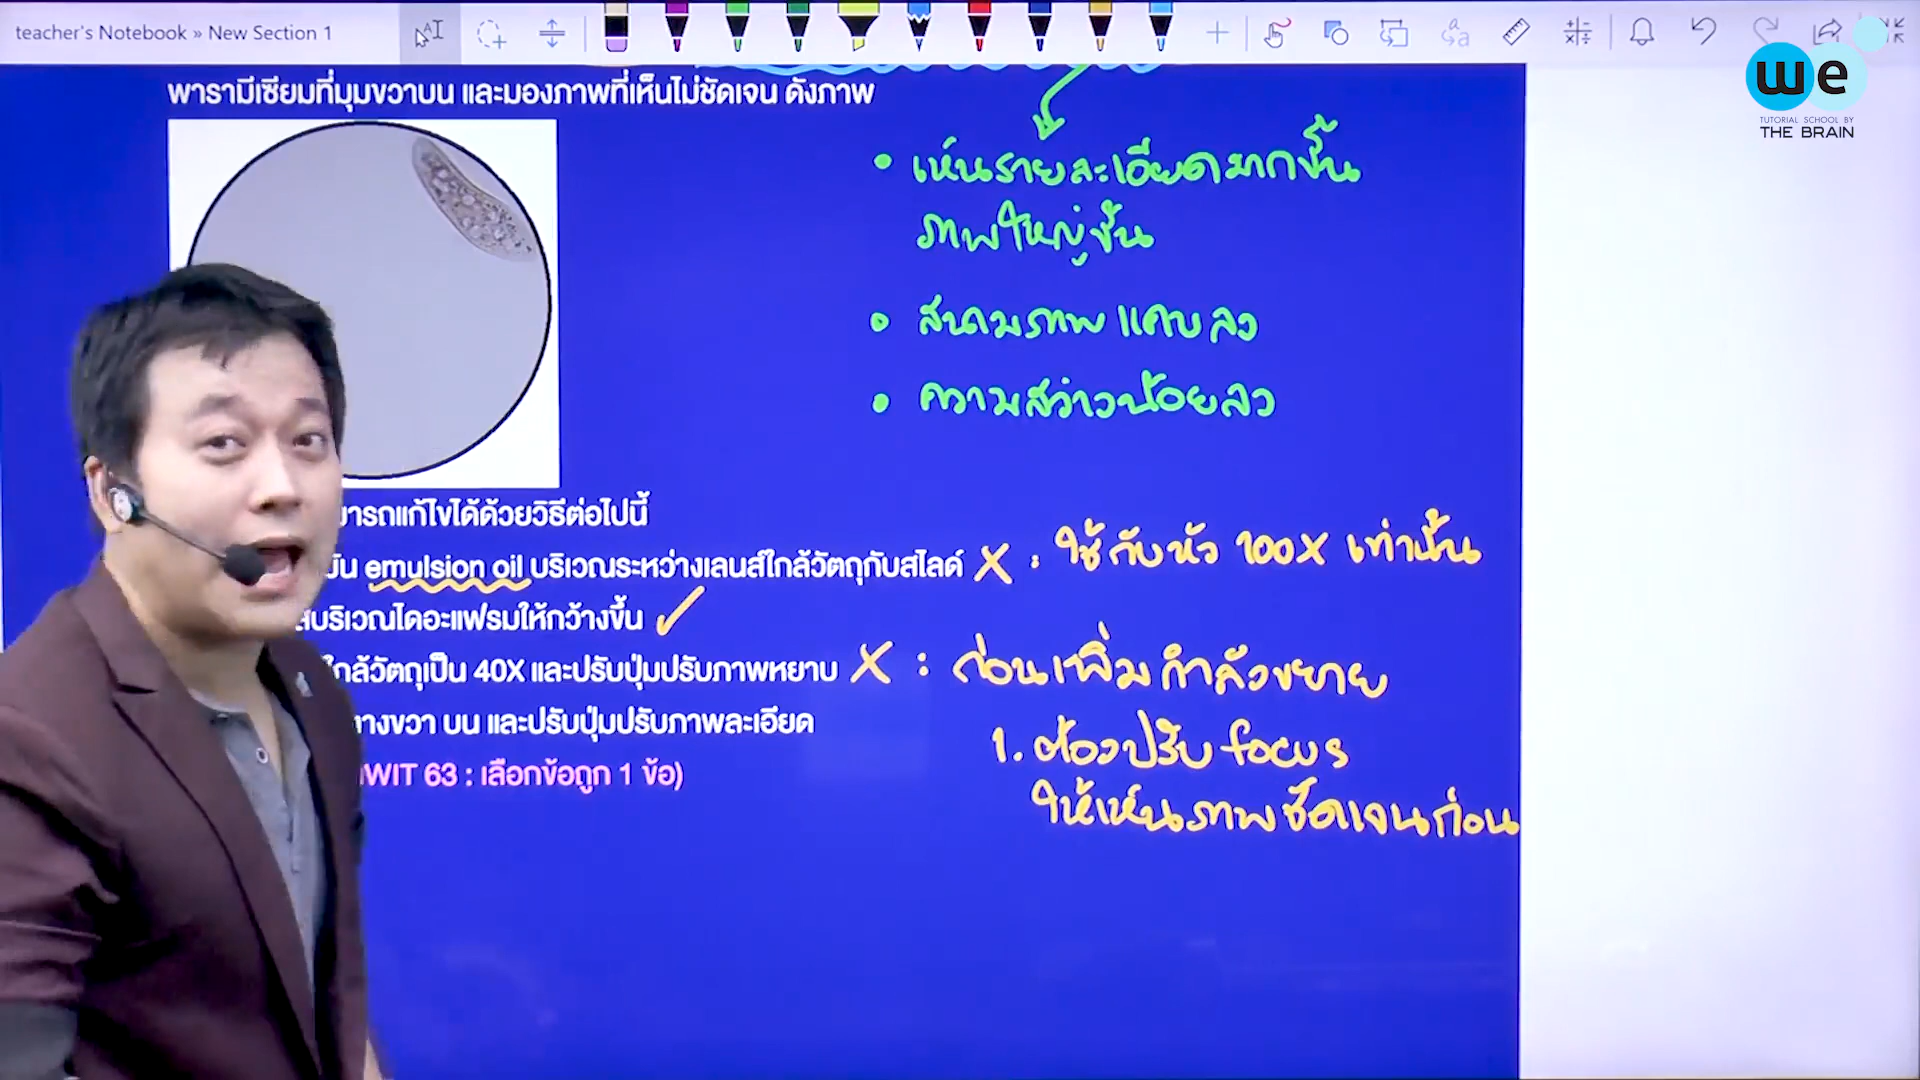 teacher's Notebook » New Section 1
we
TUTORIAL SCHOOL BY
THE BRAIN
พารามีเซียมที่มุมขวาบน และมองภาพที่เห็นไม่ชัดเจน ดังภาพ
• เห็นรายละเอียดมากขึ้น
ภาพใหญ่ขึ้น
• สนามภาพแคบลง
• ความสว่างน้อยลง
ารถแก้ไขได้ด้วยวิธีต่อไปนี้
มัน emulsion oil บริเวณระหว่างเลนส์ใกล้วัตถุกับสไลด์ X : ใช้กับหัว 100X เท่านั้น
บริเวณไดอะแฟรมให้กว้างขึ้น ✓
ใกล้วัตถุเป็น 40X และปรับปุ่มปรับภาพหยาบ X : ก่อนเพิ่มกำลังขยาย
ทางขวา บน และปรับปุ่มปรับภาพละเอียด
1. ต้องปรับ focus
WIT 63 : เลือกข้อถูก 1 ข้อ)
ให้เห็นภาพชัดเจนก่อน